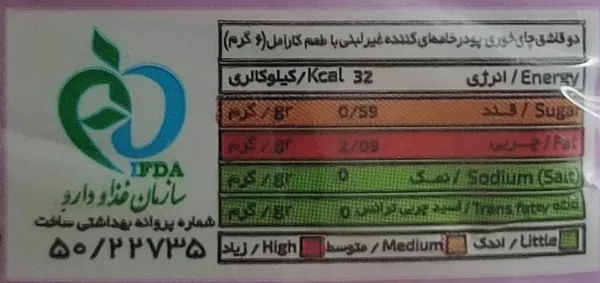 دو قاشق چای‌خوری پودر خامه‌ای کننده غیرلبنی با طعم کارامل (۶ گرم)
Energy / انرژی 32 Kcal/کیلوکالری
Sugar / قند 0/59 gr / گرم
Fat / چربی 2/09 gr / گرم
Sodium (Salt) / نمک 0 gr / گرم
Trans fatty acid / اسید چرب ترانس 0 gr / گرم
Little / اندک Medium / متوسط High / زیاد
IFDA
سازمان غذا و دارو
شماره پروانه بهداشتی ساخت
۵۰/۲۲۷۳۵